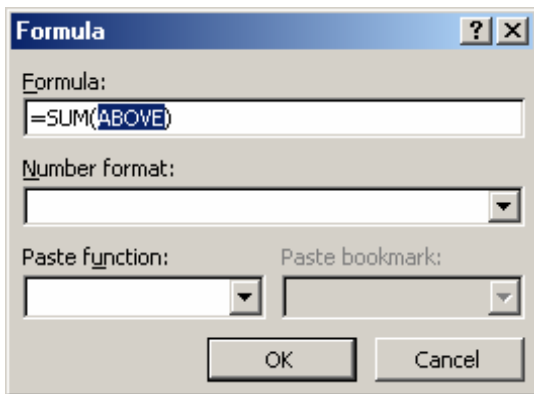 Formula
Formula:
=SUM(ABOVE)
Number format:
Paste function: Paste bookmark:
OK Cancel